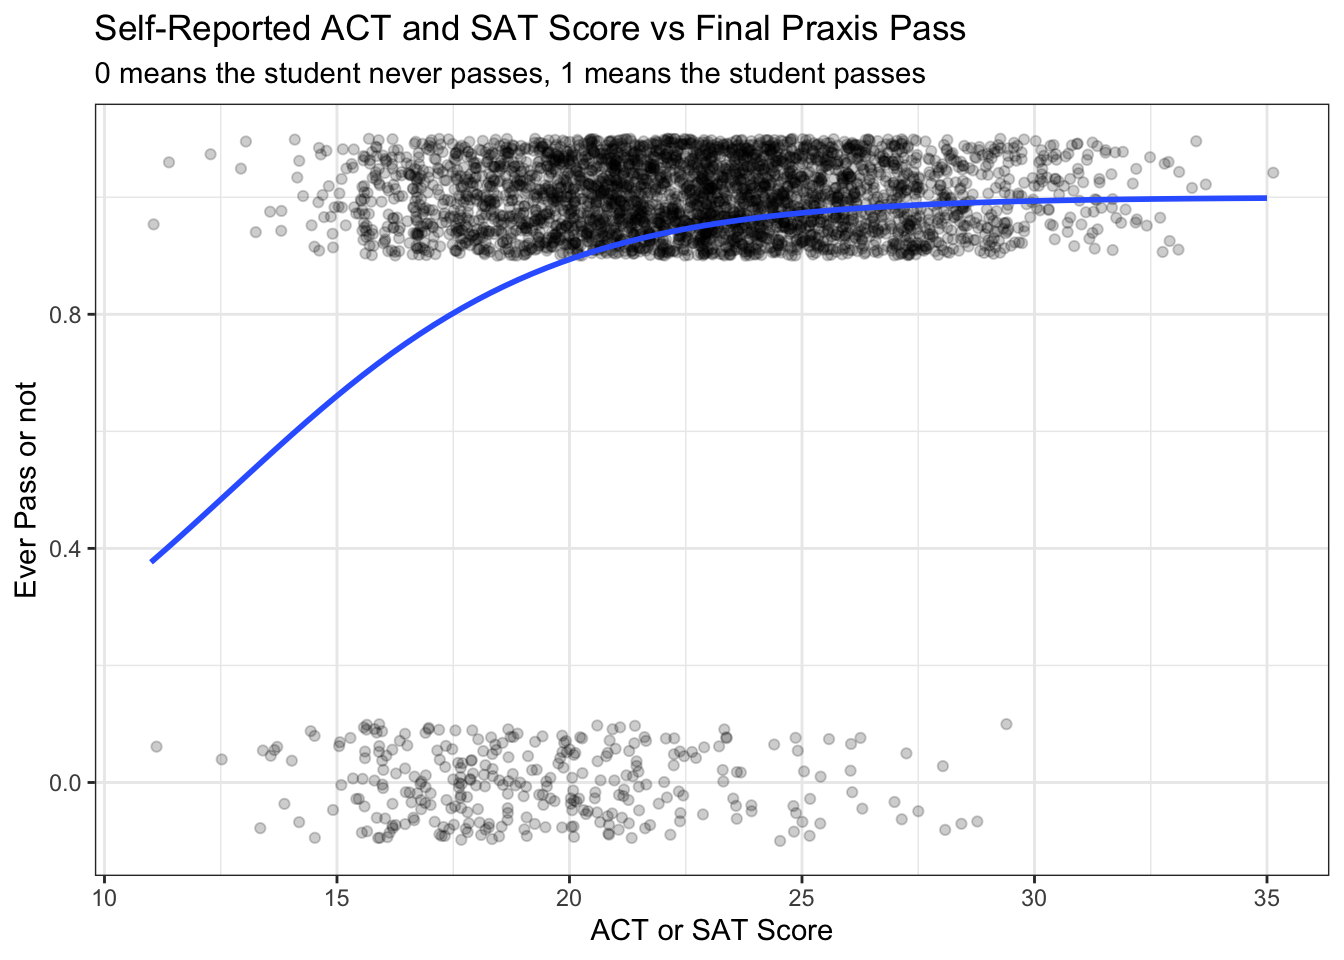 Self-Reported ACT and SAT Score vs Final Praxis Pass
0 means the student never passes, 1 means the student passes
Ever Pass or not
0.8
0.4
0.0
10 15 20 25 30 35
ACT or SAT Score